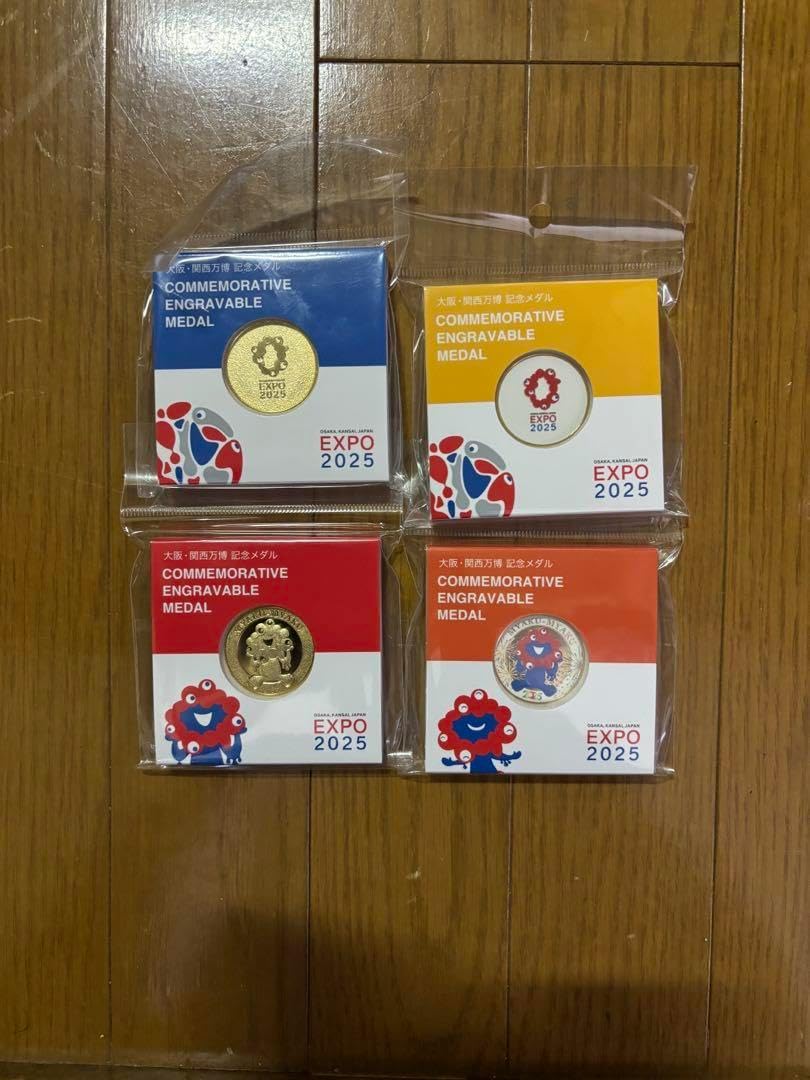 大阪・関西万博 記念メダル
COMMEMORATIVE
ENGRAVABLE
MEDAL
EXPO
2025
OSAKA, KANSAI, JAPAN
EXPO
2025
大阪・関西万博 記念メダル
COMMEMORATIVE
ENGRAVABLE
MEDAL
EXPO
2025
OSAKA, KANSAI, JAPAN
EXPO
2025
大阪・関西万博 記念メダル
COMMEMORATIVE
ENGRAVABLE
MEDAL
MYAKU-MYAKU
OSAKA, KANSAI, JAPAN
EXPO
2025
大阪・関西万博 記念メダル
COMMEMORATIVE
ENGRAVABLE
MEDAL
MYAKU-MYAKU
OSAKA, KANSAI, JAPAN
EXPO
2025